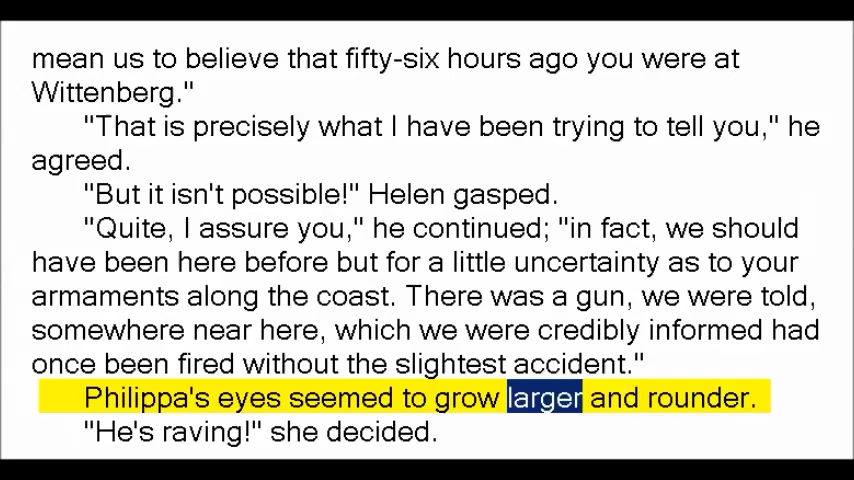 mean us to believe that fifty-six hours ago you were at
Wittenberg."
"That is precisely what I have been trying to tell you," he
agreed.
"But it isn't possible!" Helen gasped.
"Quite, I assure you," he continued; "in fact, we should
have been here before but for a little uncertainty as to your
armaments along the coast. There was a gun, we were told,
somewhere near here, which we were credibly informed had
once been fired without the slightest accident."
Philippa's eyes seemed to grow larger and rounder.
"He's raving!" she decided.